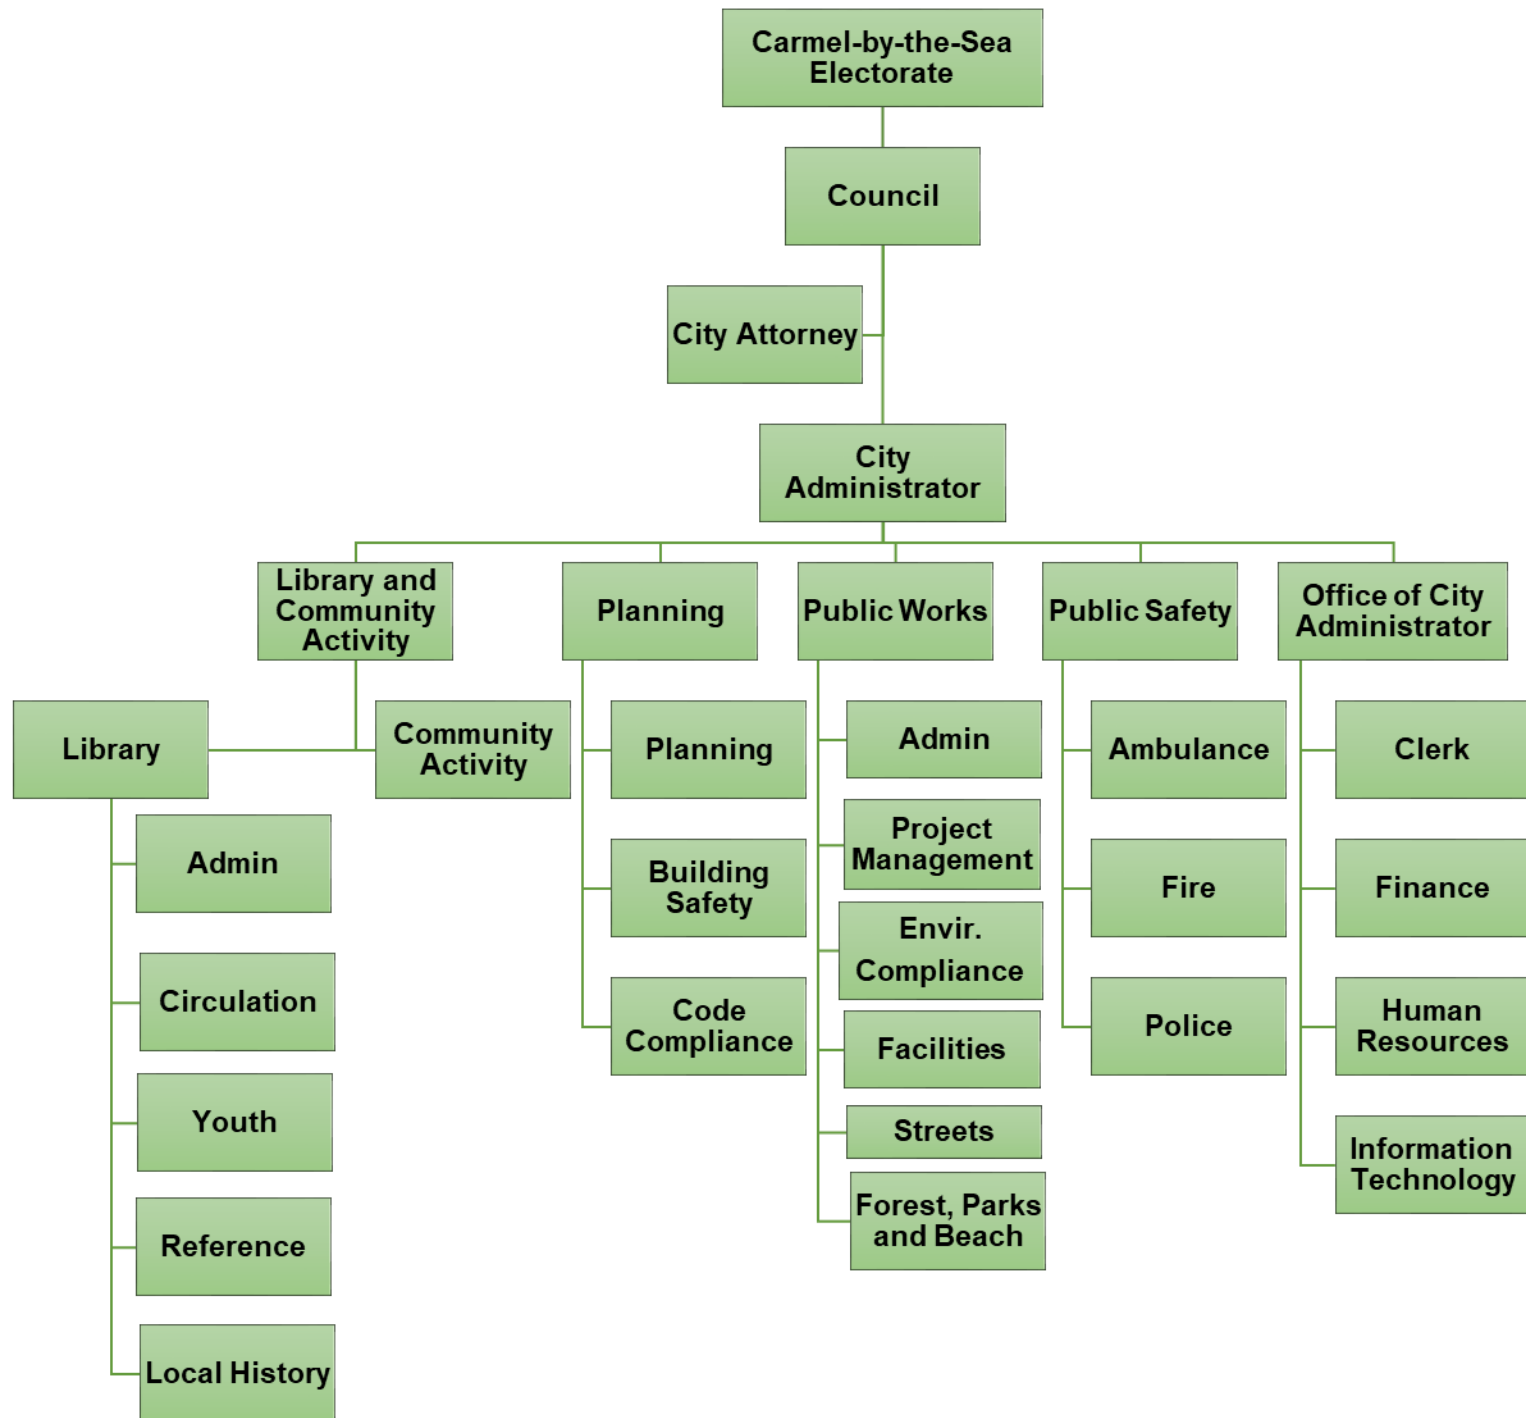 Carmel-by-the-Sea
Electorate
Council
City Attorney
City
Administrator
Library and
Community
Activity
Planning
Public Works
Public Safety
Office of City
Administrator
Library
Community
Activity
Admin
Circulation
Youth
Reference
Local History
Planning
Building
Safety
Code
Compliance
Admin
Project
Management
Envir.
Compliance
Facilities
Streets
Forest, Parks
and Beach
Ambulance
Fire
Police
Clerk
Finance
Human
Resources
Information
Technology